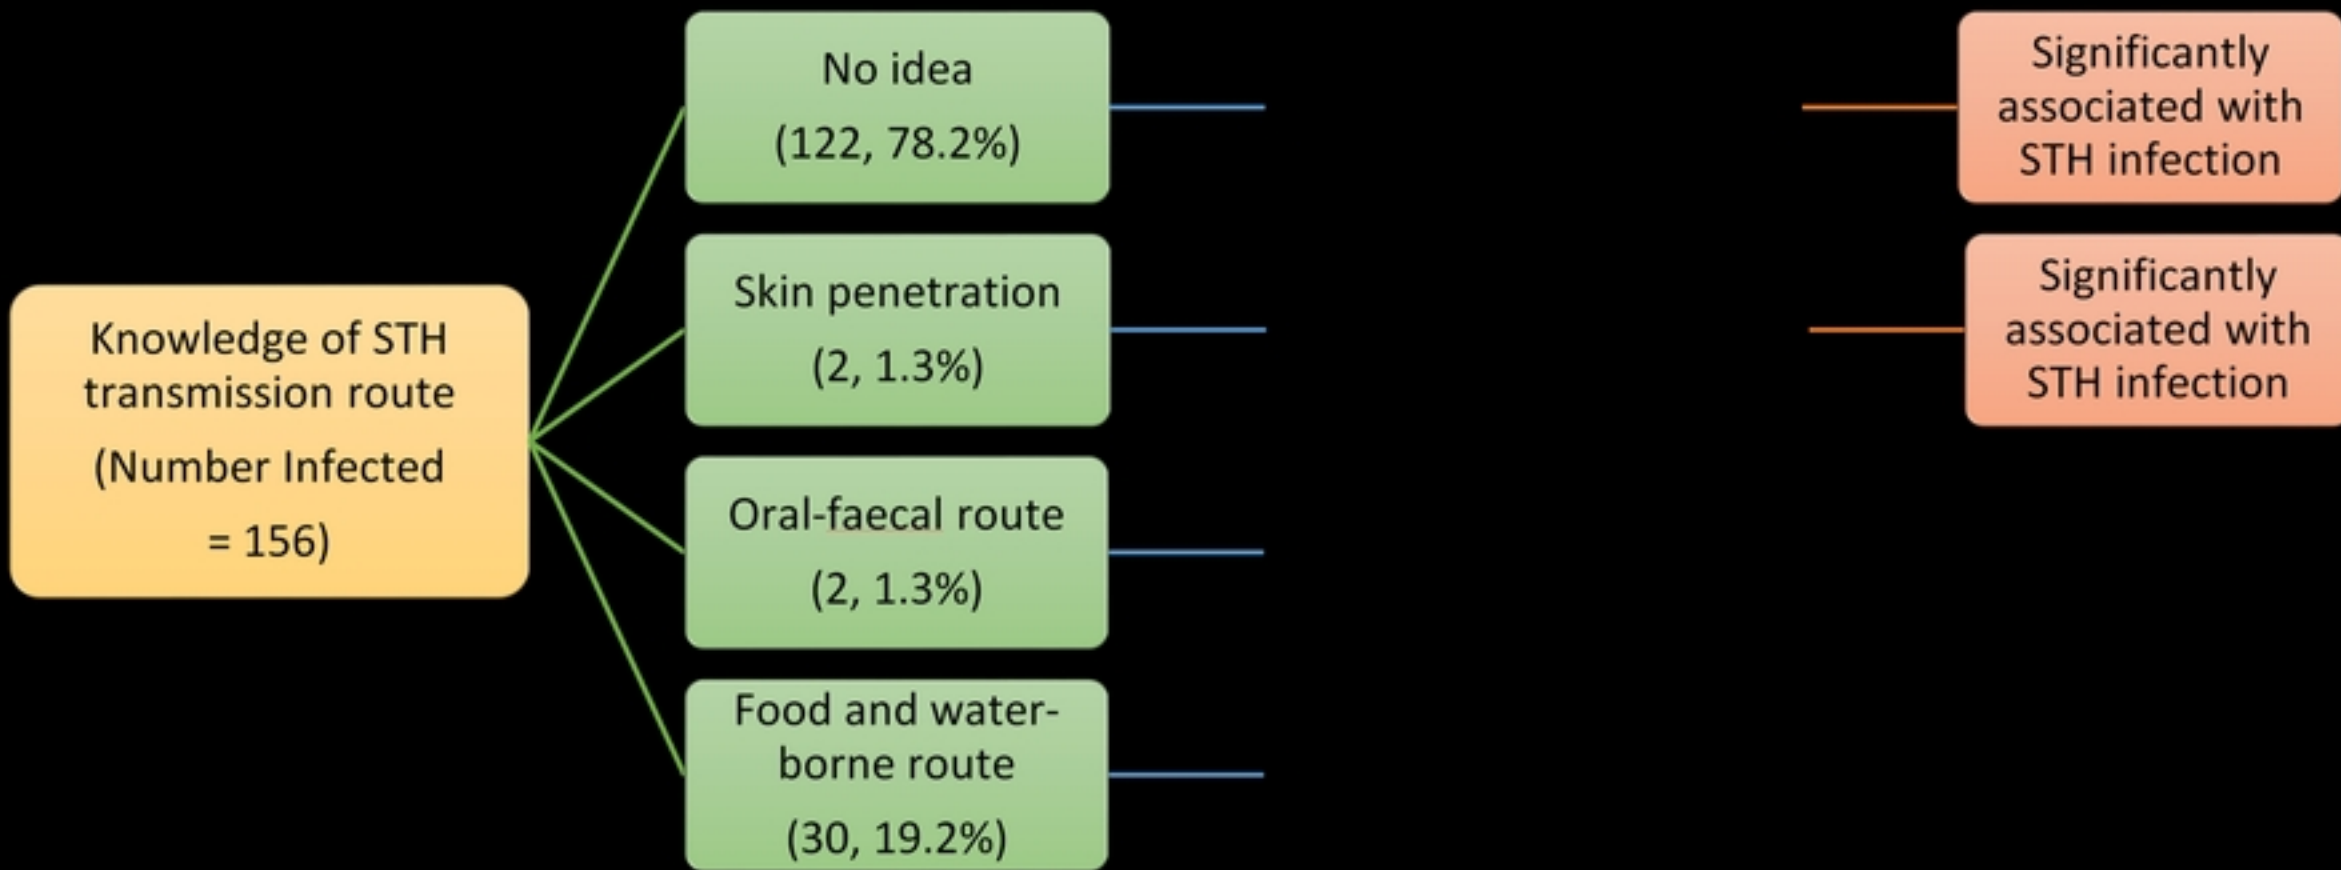 Knowledge of STH
transmission route
(Number Infected
= 156)
No idea
(122, 78.2%)
Significantly
associated with
STH infection
Skin penetration
(2, 1.3%)
Significantly
associated with
STH infection
Oral-faecal route
(2, 1.3%)
Food and water-
borne route
(30, 19.2%)